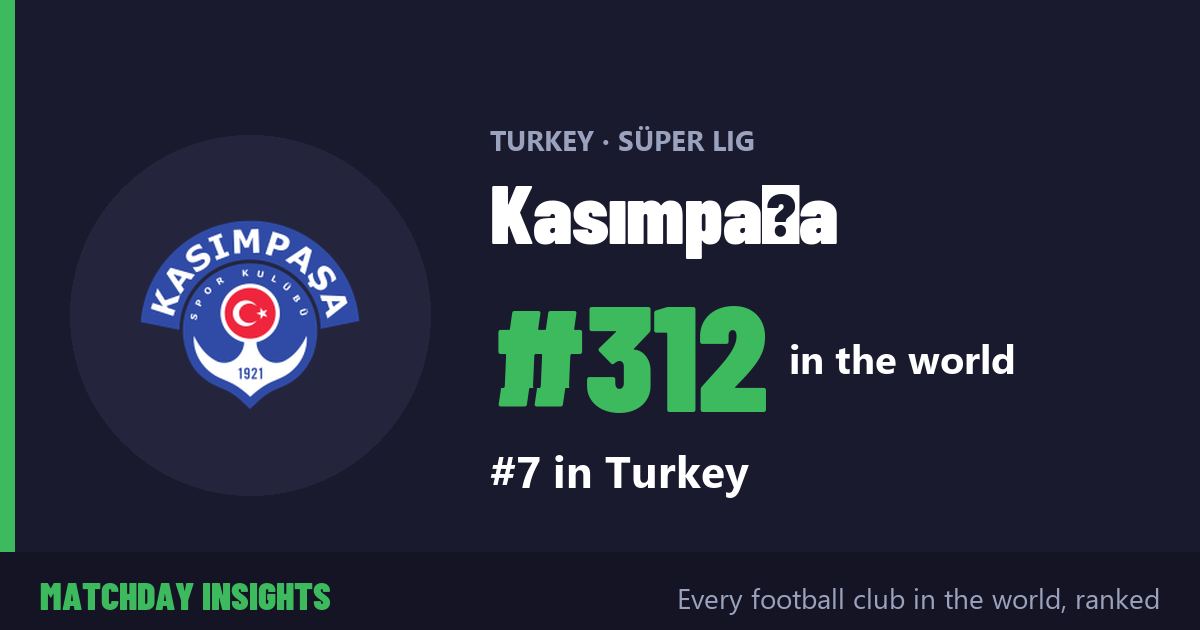 TURKEY · SÜPER LIG
Kasımpa�a
KASIMPAŞA
SPOR KULÜBÜ
1921
#312 in the world
#7 in Turkey
MATCHDAY INSIGHTS
Every football club in the world, ranked